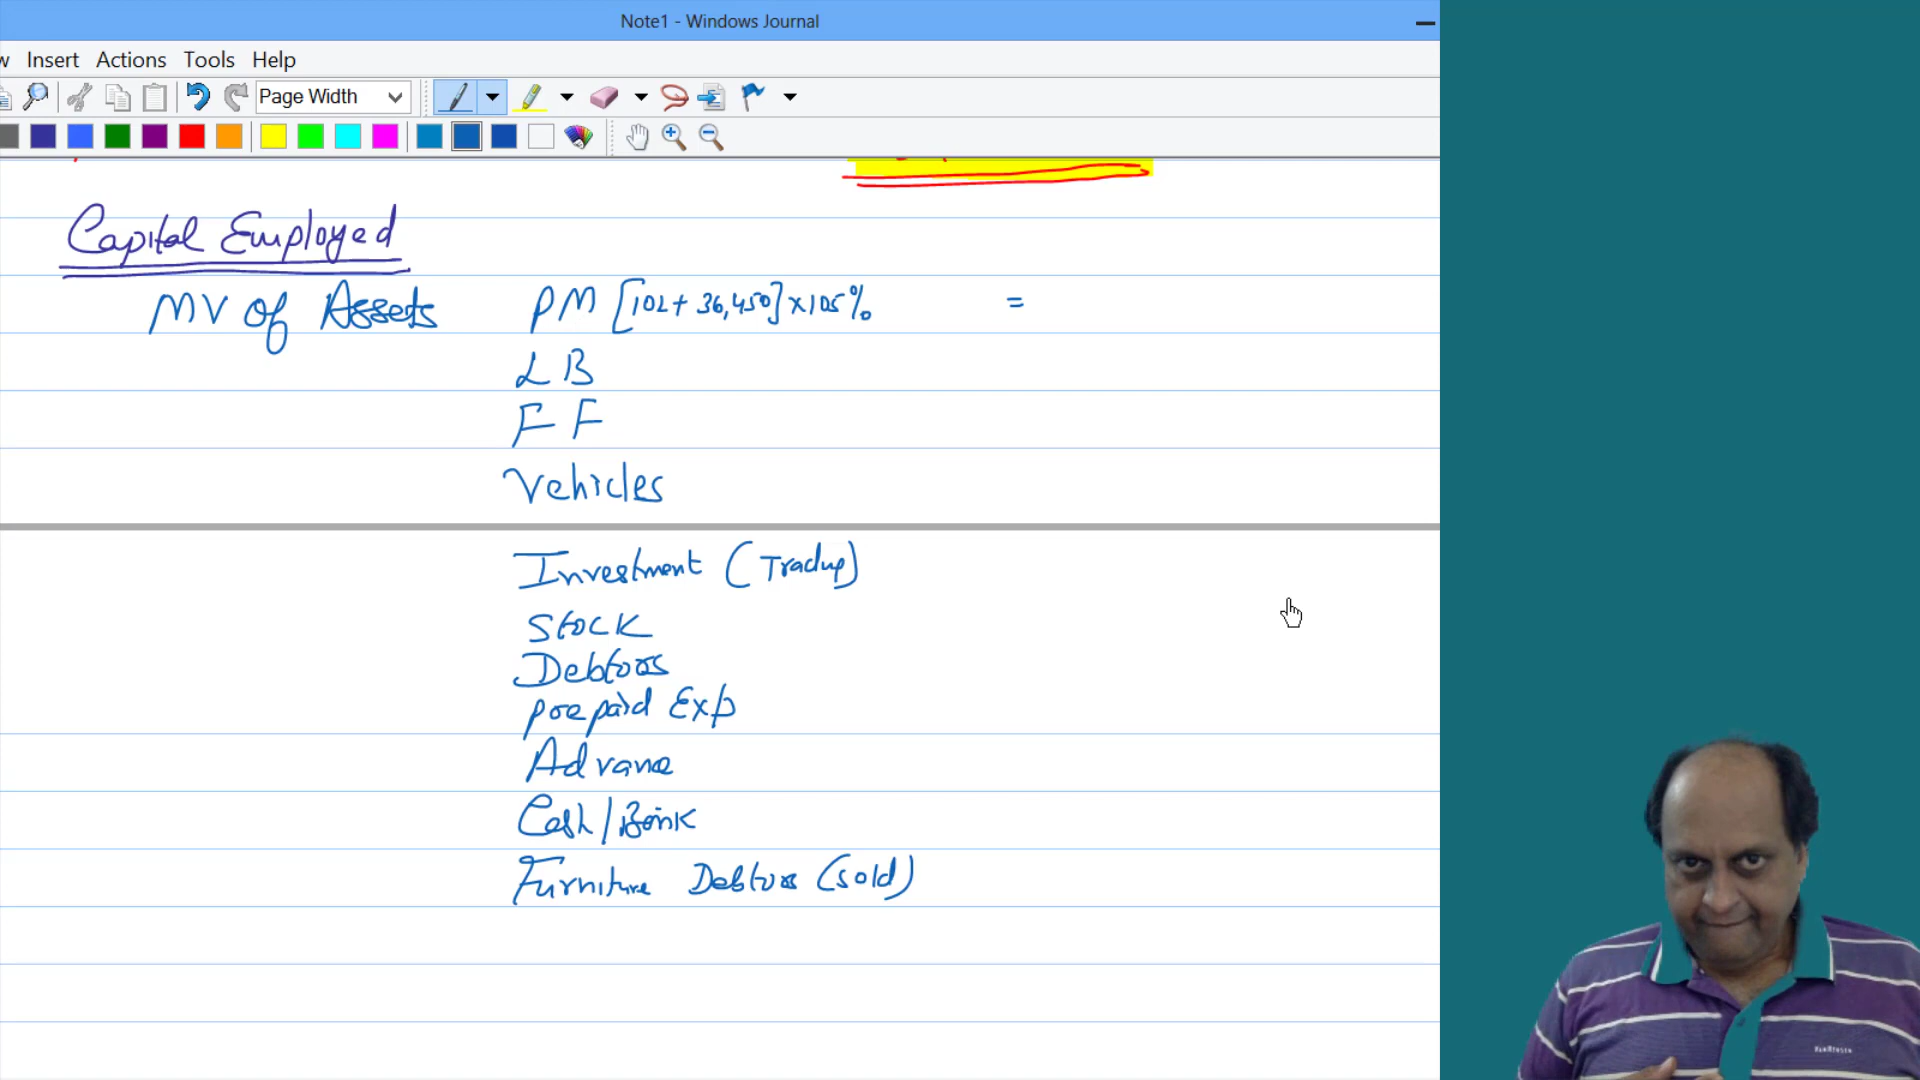 Note1 - Windows Journal
Insert Actions Tools Help
Page Width
Capital Employed
MV of Assets PM [10L + 36,450] x 105% =
LB
FF
Vehicles
Investment (Trading)
Stock
Debtors
Prepaid Exp
Advance
Cash/Bank
Furniture Debtors (Sold)